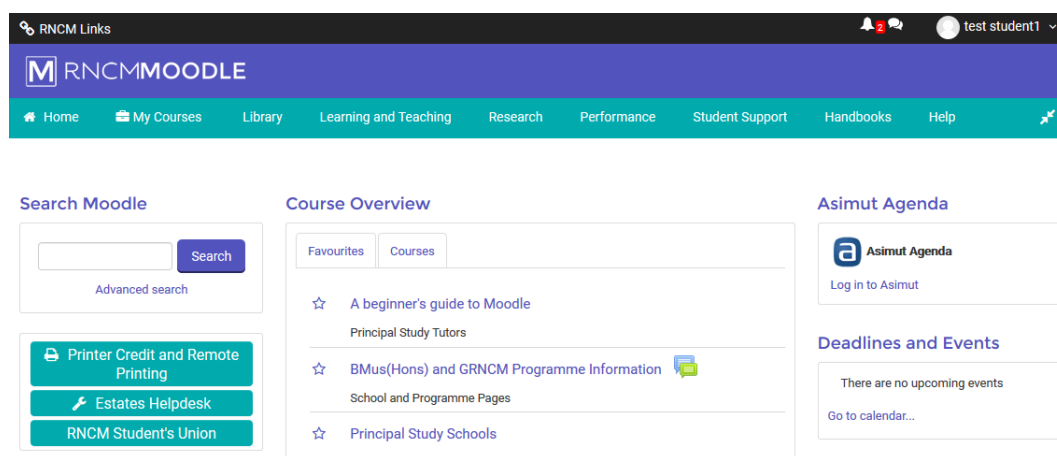 RNCM Links
2
test student1
M RNCMMOODLE
Home My Courses Library Learning and Teaching Research Performance Student Support Handbooks Help
Search Moodle
Search
Advanced search
Printer Credit and Remote
Printing
Estates Helpdesk
RNCM Student's Union
Course Overview
Favourites Courses
A beginner's guide to Moodle
Principal Study Tutors
BMus(Hons) and GRNCM Programme Information
School and Programme Pages
Principal Study Schools
Asimut Agenda
a Asimut Agenda
Log in to Asimut
Deadlines and Events
There are no upcoming events
Go to calendar...